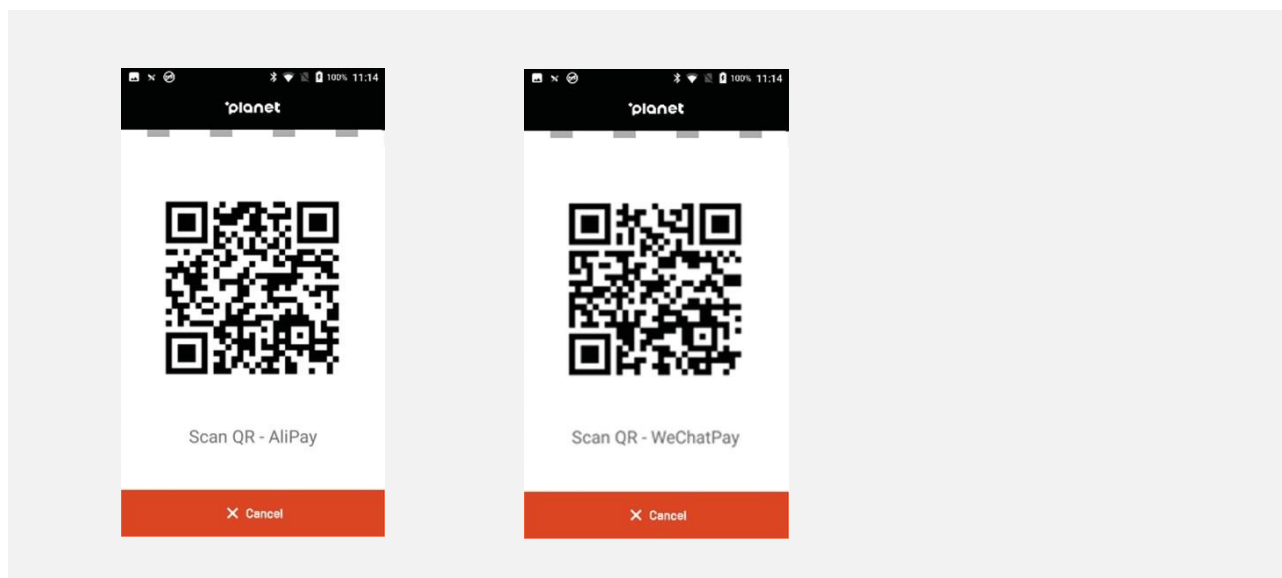 100% 11:14
planet
Scan QR - AliPay
Cancel
100% 11:14
planet
Scan QR - WeChatPay
Cancel